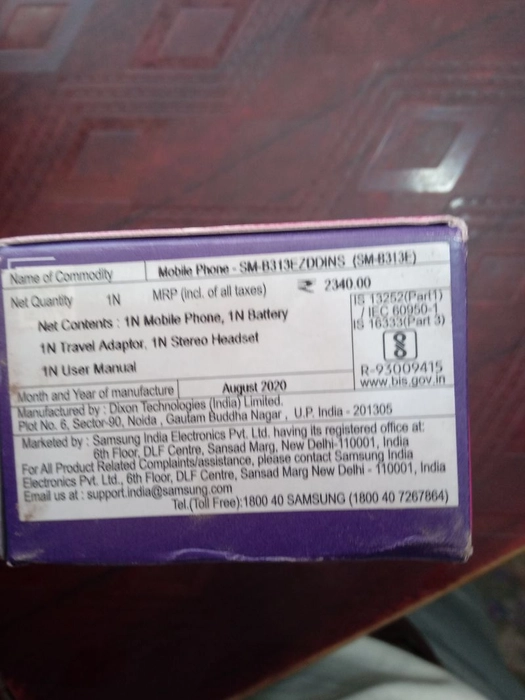 Name of Commodity Mobile Phone - SM-B313EZDDINS (SM-B313E)
Net Quantity 1N MRP (Incl. of all taxes) ₹ 2340.00
Net Contents : 1N Mobile Phone, 1N Battery
1N Travel Adaptor, 1N Stereo Headset
1N User Manual
IS 13252(Part1)
/ IEC 60950-1
IS 16333(Part 3)
R-93009415
www.bis.gov.in
Month and Year of manufacture August 2020
Manufactured by : Dixon Technologies (India) Limited.
Plot No. 6, Sector-90, Noida , Gautam Buddha Nagar , U.P. India - 201305
Marketed by : Samsung India Electronics Pvt. Ltd. having its registered office at:
6th Floor, DLF Centre, Sansad Marg, New Delhi-110001, India
For All Product Related Complaints/assistance, please contact Samsung India
Electronics Pvt. Ltd., 6th Floor, DLF Centre, Sansad Marg New Delhi - 110001, India
Email us at : support.india@samsung.com
Tel.(Toll Free):1800 40 SAMSUNG (1800 40 7267864)